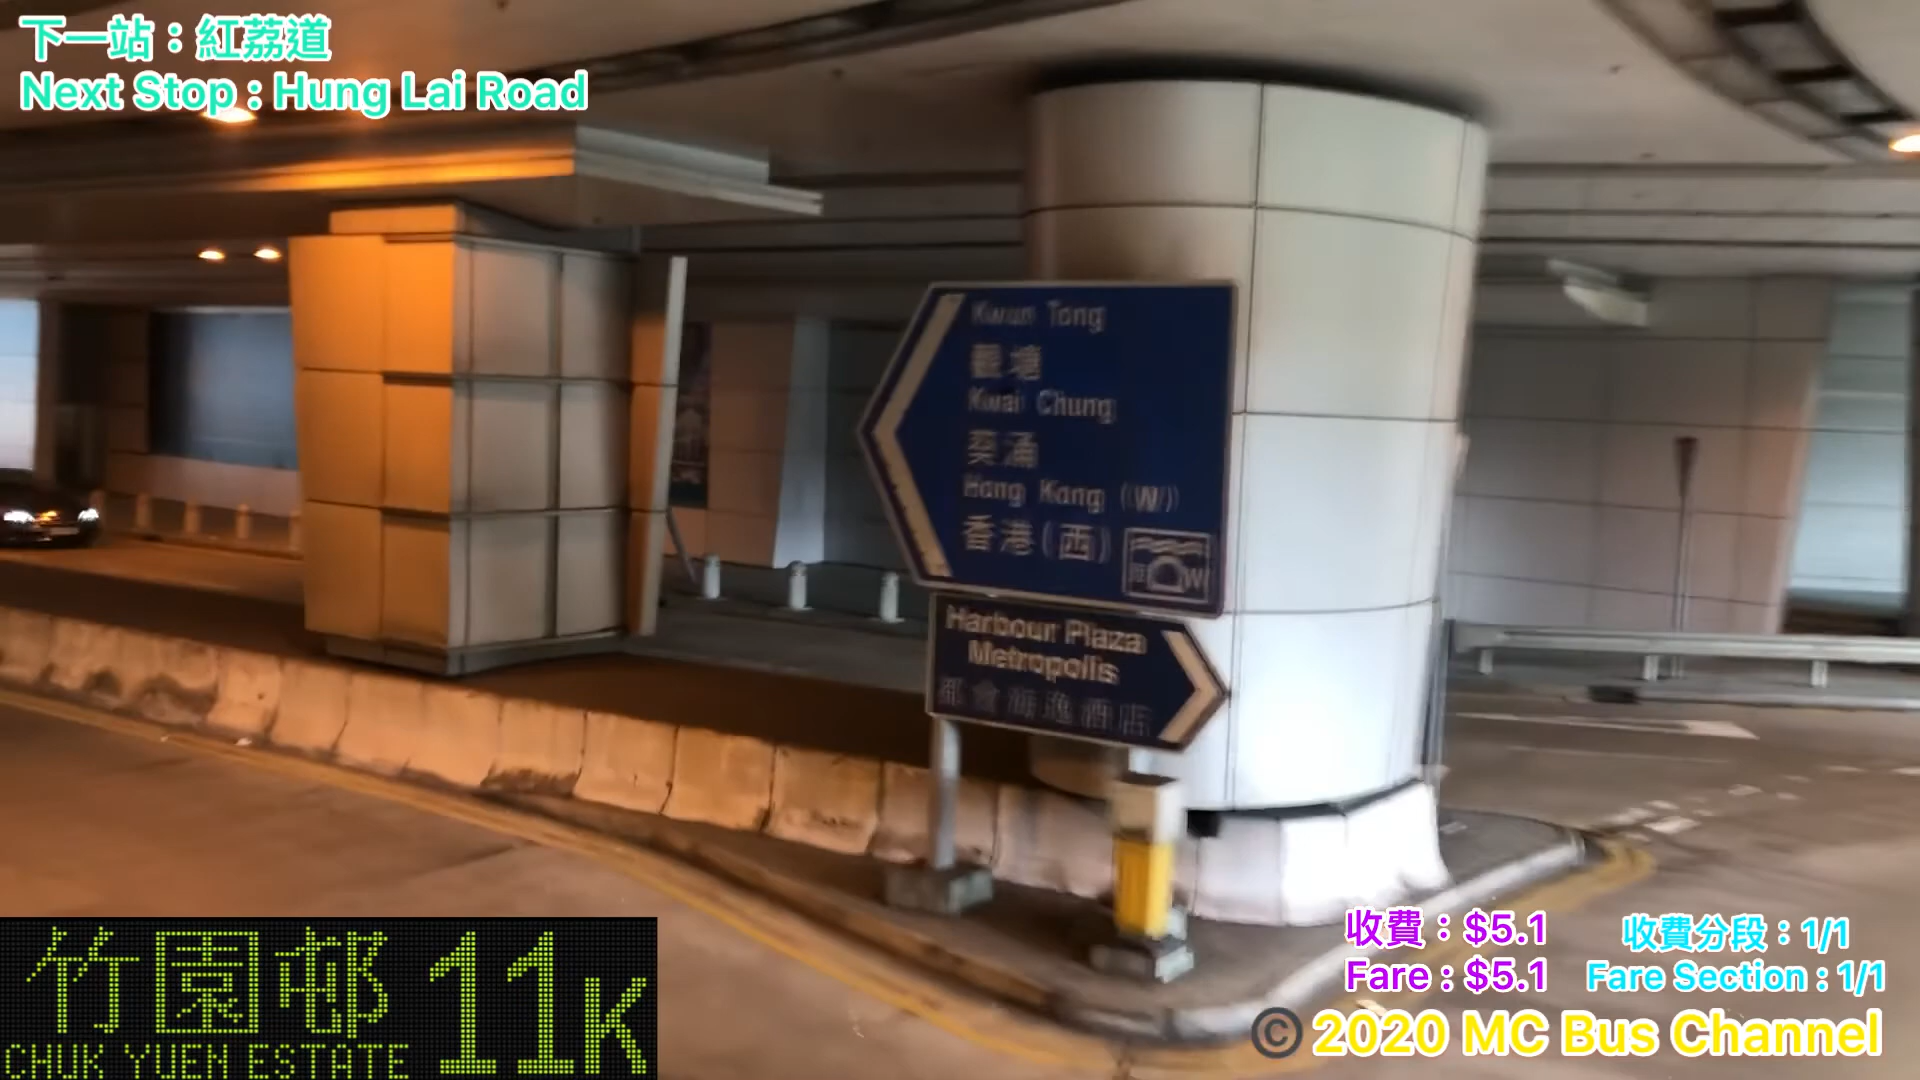 下一站：紅荔道
Next Stop : Hung Lai Road
Kwun Tong
觀塘
Kwai Chung
葵涌
Hong Kong (W)
香港(西)
W
Harbour Plaza
Metropolis
都會海逸酒店
竹園邨 11K
CHUK YUEN ESTATE
收費：$5.1
收費分段：1/1
Fare : $5.1
Fare Section : 1/1
© 2020 MC Bus Channel